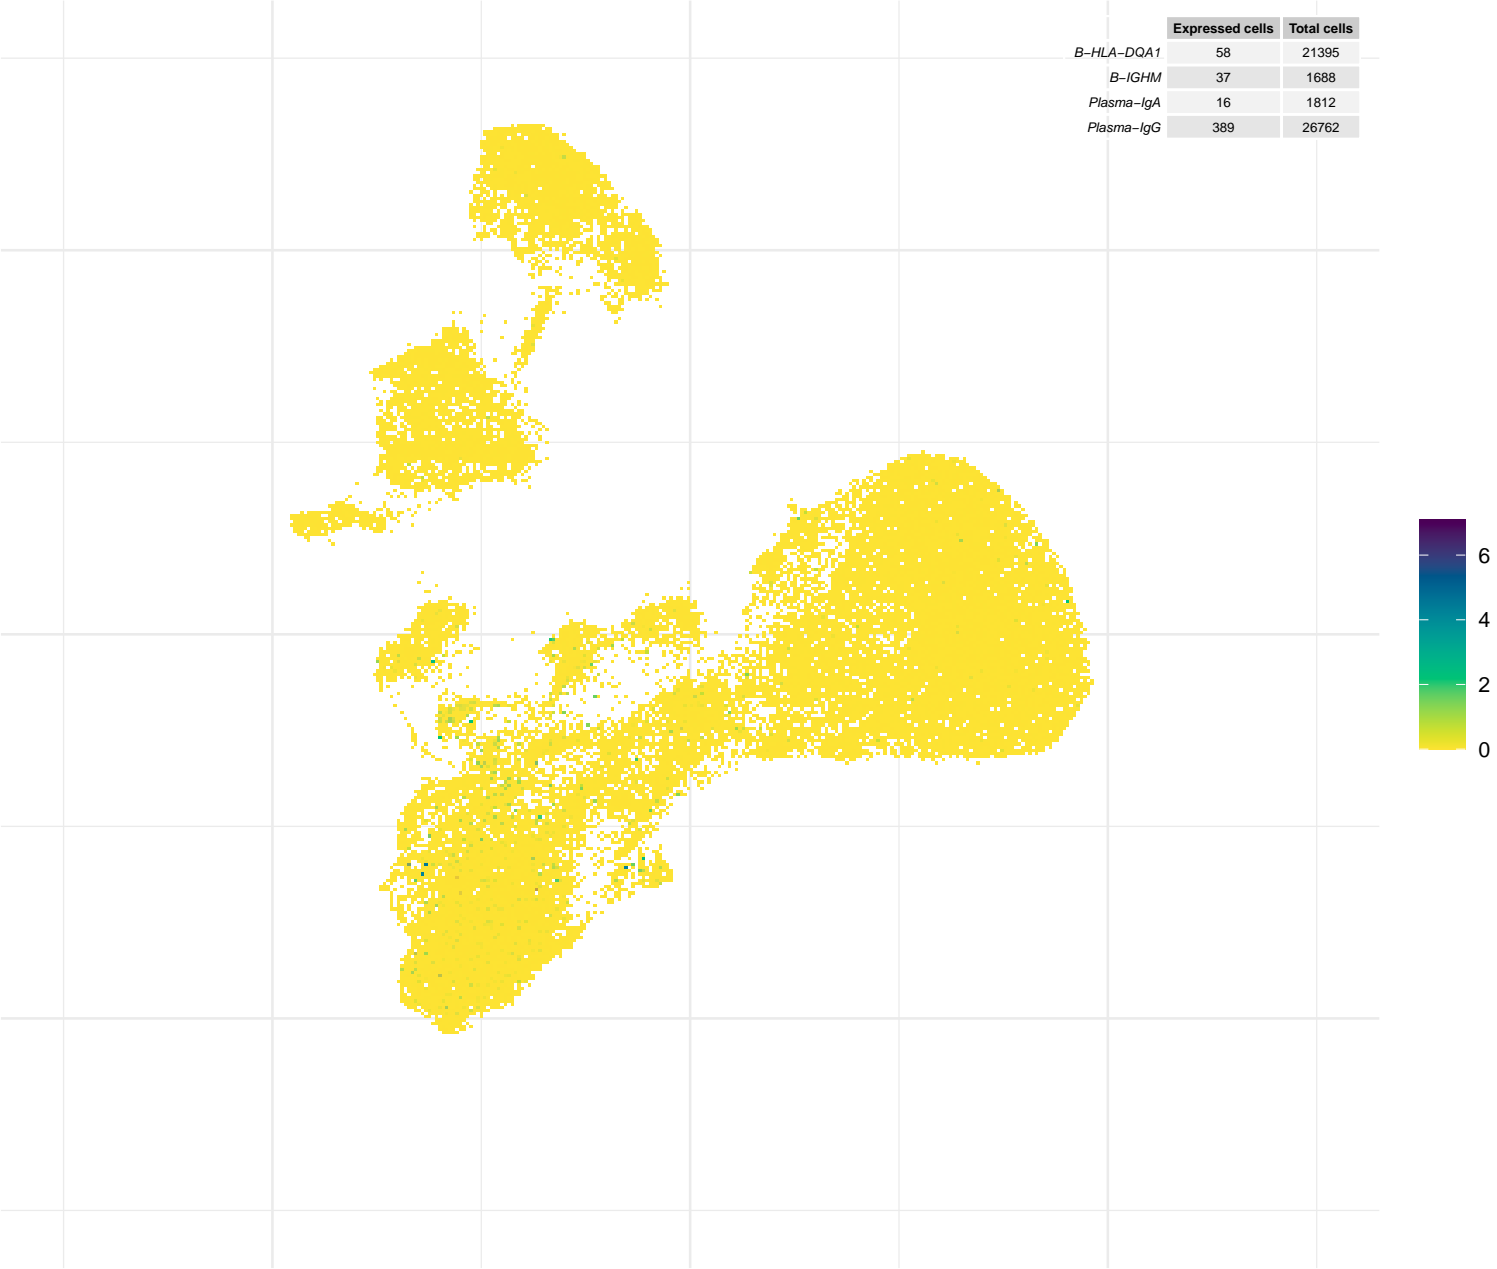 Expressed cells Total cells
B−HLA−DQA1 58 21395
B−IGHM 37 1688
Plasma−IgA 16 1812
Plasma−IgG 389 26762
6
4
2
0